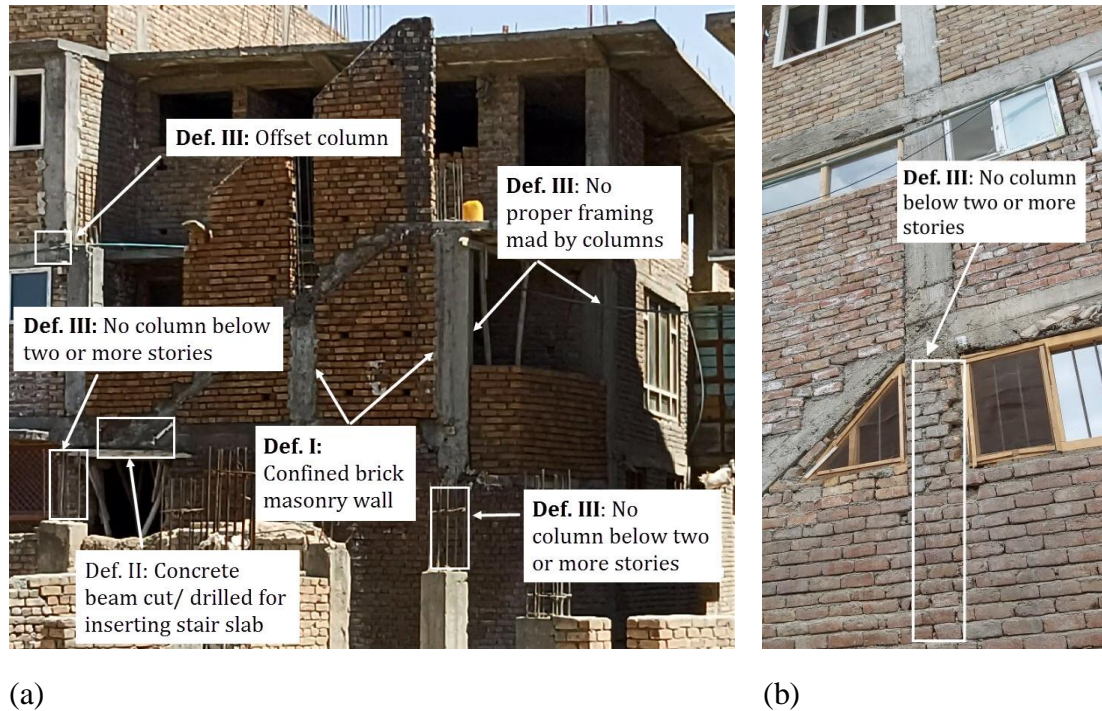 Def. III: Offset column
Def. III: No
proper framing
mad by columns
Def. III: No column below
two or more stories
Def. I:
Confined brick
masonry wall
Def. III: No
column below two
or more stories
Def. II: Concrete
beam cut/ drilled for
inserting stair slab
Def. III: No column
below two or more
stories
(a)
(b)